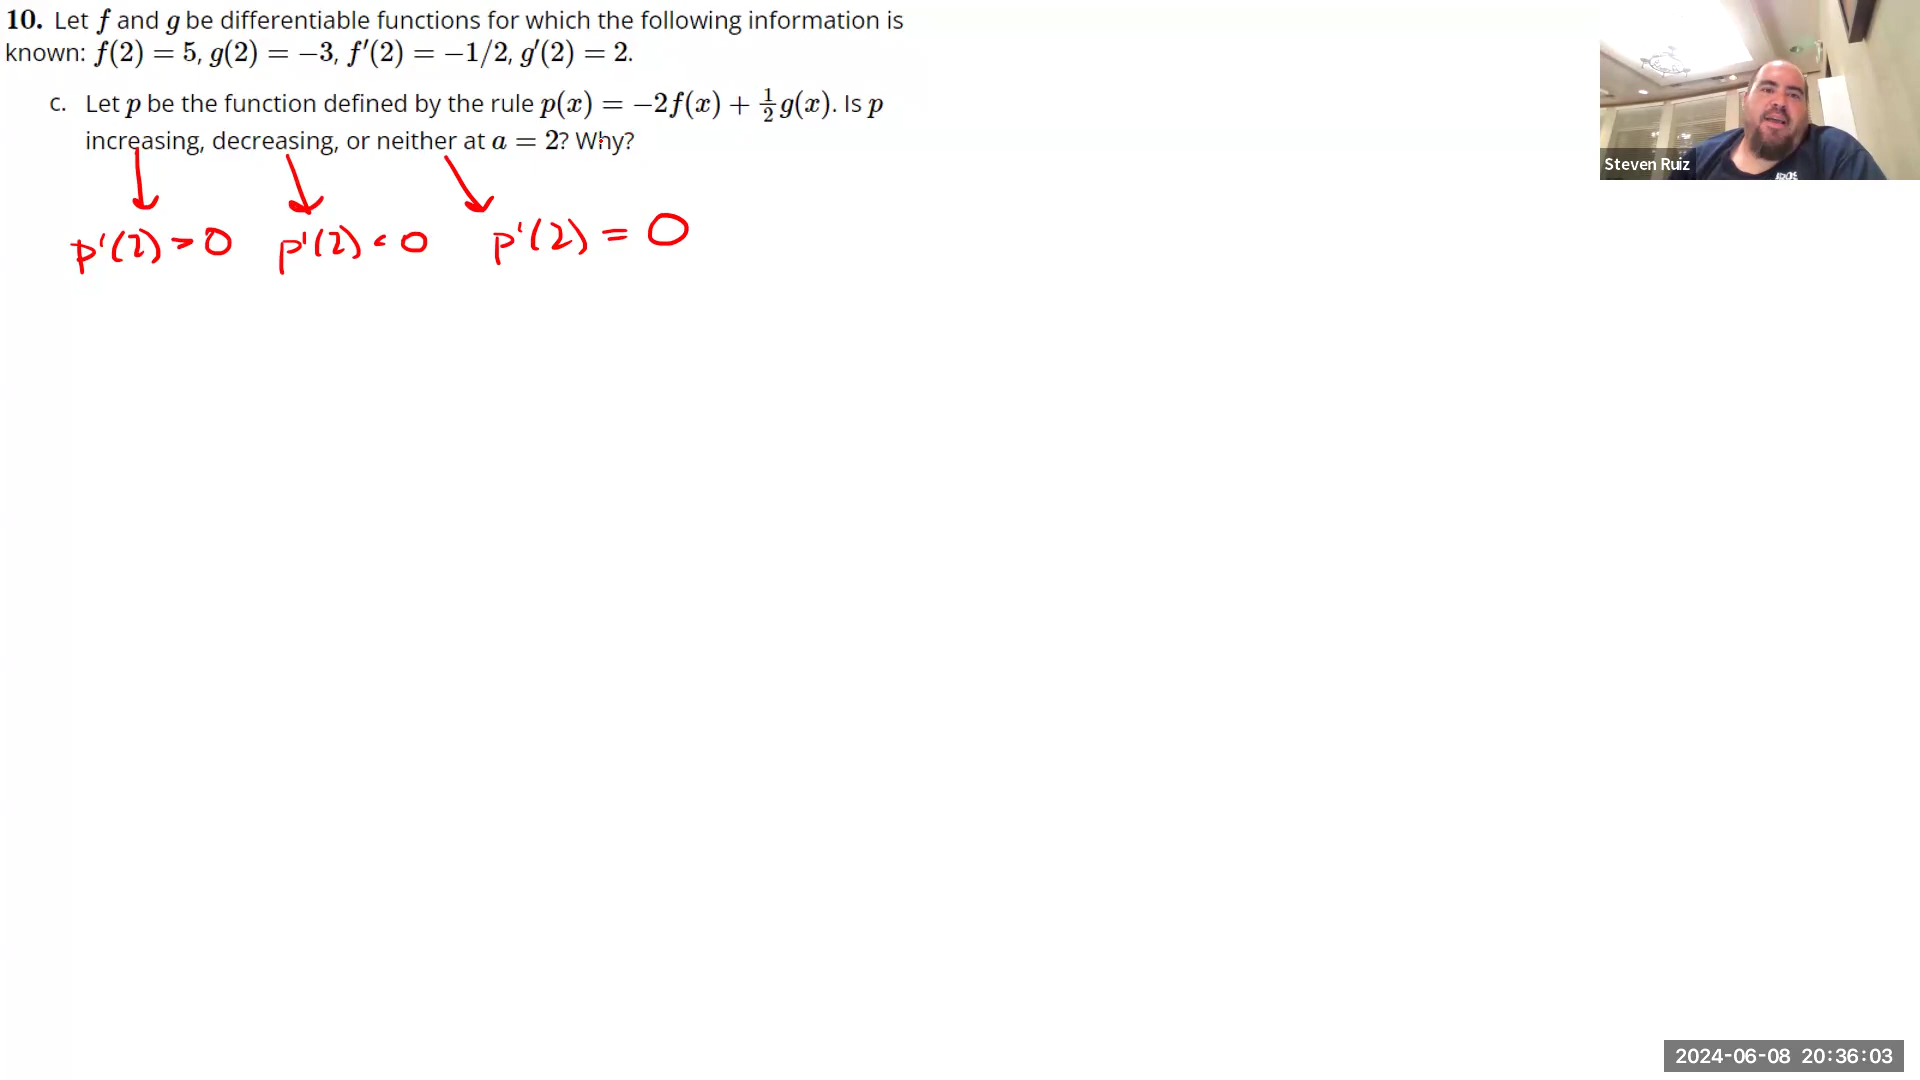 10. Let f and g be differentiable functions for which the following information is
known: f(2) = 5, g(2) = −3, f′(2) = −1/2, g′(2) = 2.
c. Let p be the function defined by the rule p(x) = −2f(x) + ½g(x). Is p
increasing, decreasing, or neither at a = 2? Why?
p'(2) > 0 p'(2) < 0 p'(2) = 0
Steven Ruiz
2024-06-08 20:36:03